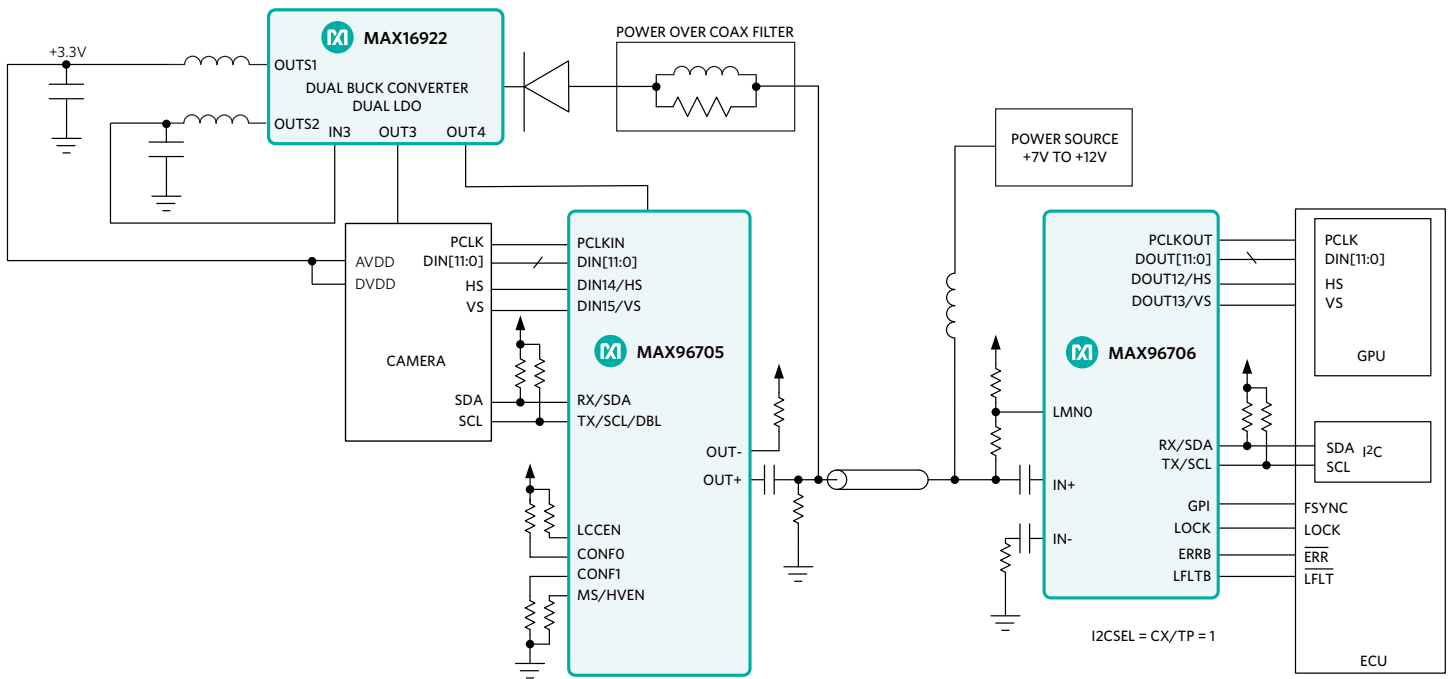 +3.3V
MAX16922
OUTS1
DUAL BUCK CONVERTER
DUAL LDO
OUTS2
IN3
OUT3
OUT4
POWER OVER COAX FILTER
POWER SOURCE
+7V TO +12V
PCLK
DIN[11:0]
AVDD
DVDD
HS
VS
CAMERA
SDA
SCL
PCLKIN
DIN[11:0]
DIN14/HS
DIN15/VS
MAX96705
RX/SDA
TX/SCL/DBL
OUT-
OUT+
LCCEN
CONF0
CONF1
MS/HVEN
PCLKOUT
DOUT[11:0]
DOUT12/HS
DOUT13/VS
MAX96706
LMN0
RX/SDA
TX/SCL
IN+
GPI
LOCK
IN-
ERRB
LFLTB
I2CSEL = CX/TP = 1
PCLK
DIN[11:0]
HS
VS
GPU
SDA I²C
SCL
FSYNC
LOCK
ERR
LFLT
ECU